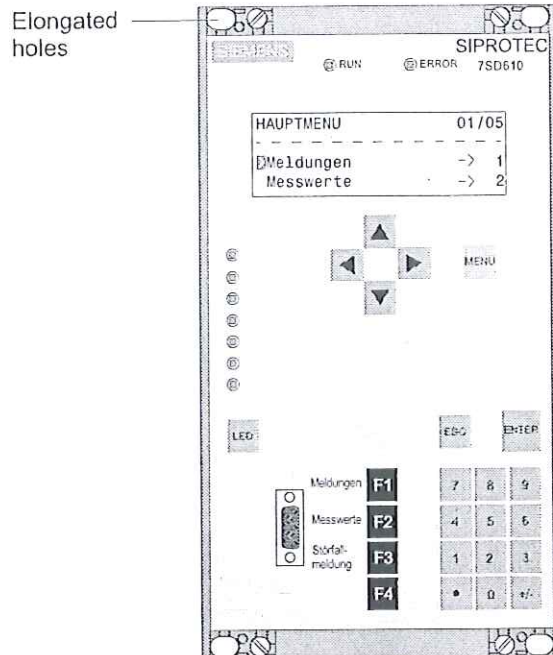 Elongated
holes
SIEMENS
SIPROTEC
RUN
ERROR
7SD610
HAUPTMENU 01/05
Meldungen -> 1
Messwerte -> 2
MENU
LED
ESC
ENTER
Meldungen F1
7 8 9
Messwerte F2
4 5 6
Störfall-
meldung F3
1 2 3
F4
0 +/-